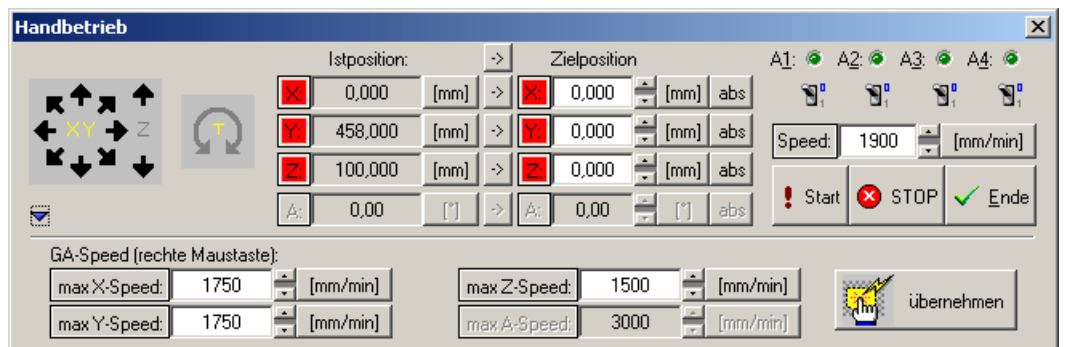 Handbetrieb
Istposition: -> Zielposition A1: A2: A3: A4:
X: 0,000 [mm] -> X: 0,000 [mm] abs
XY Z T Y: 458,000 [mm] -> Y: 0,000 [mm] abs Speed: 1900 [mm/min]
Z: 100,000 [mm] -> Z: 0,000 [mm] abs
A: 0,00 [°] -> A: 0,00 [°] abs Start STOP Ende
GA-Speed (rechte Maustaste):
max X-Speed: 1750 [mm/min] max Z-Speed: 1500 [mm/min]
max Y-Speed: 1750 [mm/min] max A-Speed: 3000 [mm/min] übernehmen